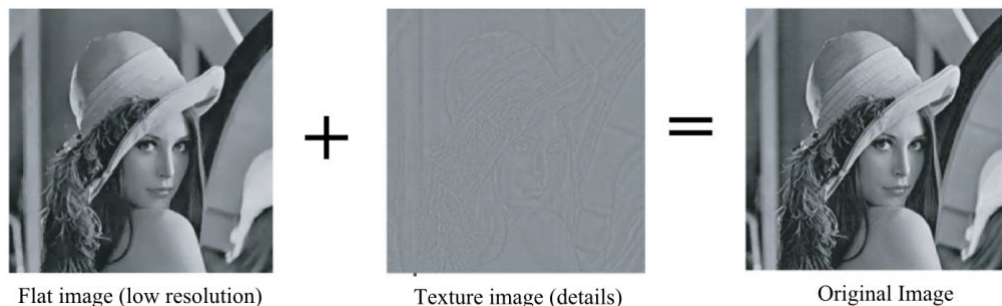 +
=
Flat image (low resolution)
Texture image (details)
Original Image